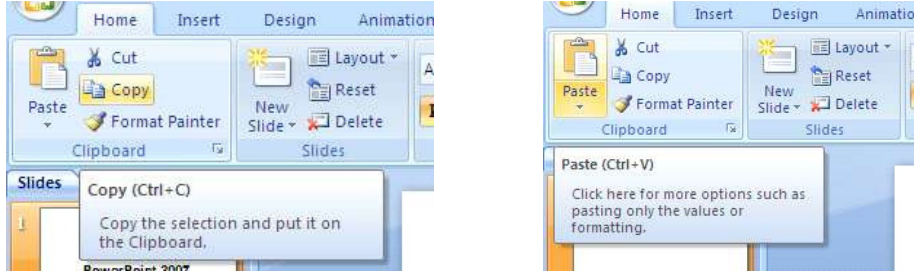 Home Insert Design Animation
Cut
Copy
Format Painter
Paste
Clipboard
New
Slide
Layout
Reset
Delete
Slides
A
Slides
Copy (Ctrl+C)
Copy the selection and put it on
the Clipboard.
1
PowerPoint 2007
Home Insert Design Animatio
Cut
Copy
Format Painter
Paste
Clipboard
New
Slide
Layout
Reset
Delete
Slides
Paste (Ctrl+V)
Click here for more options such as
pasting only the values or
formatting.